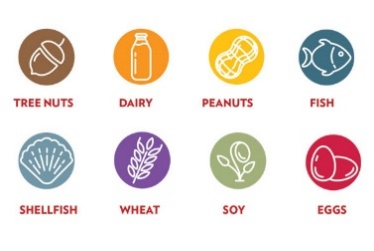 TREE NUTS DAIRY PEANUTS FISH
SHELLFISH WHEAT SOY EGGS